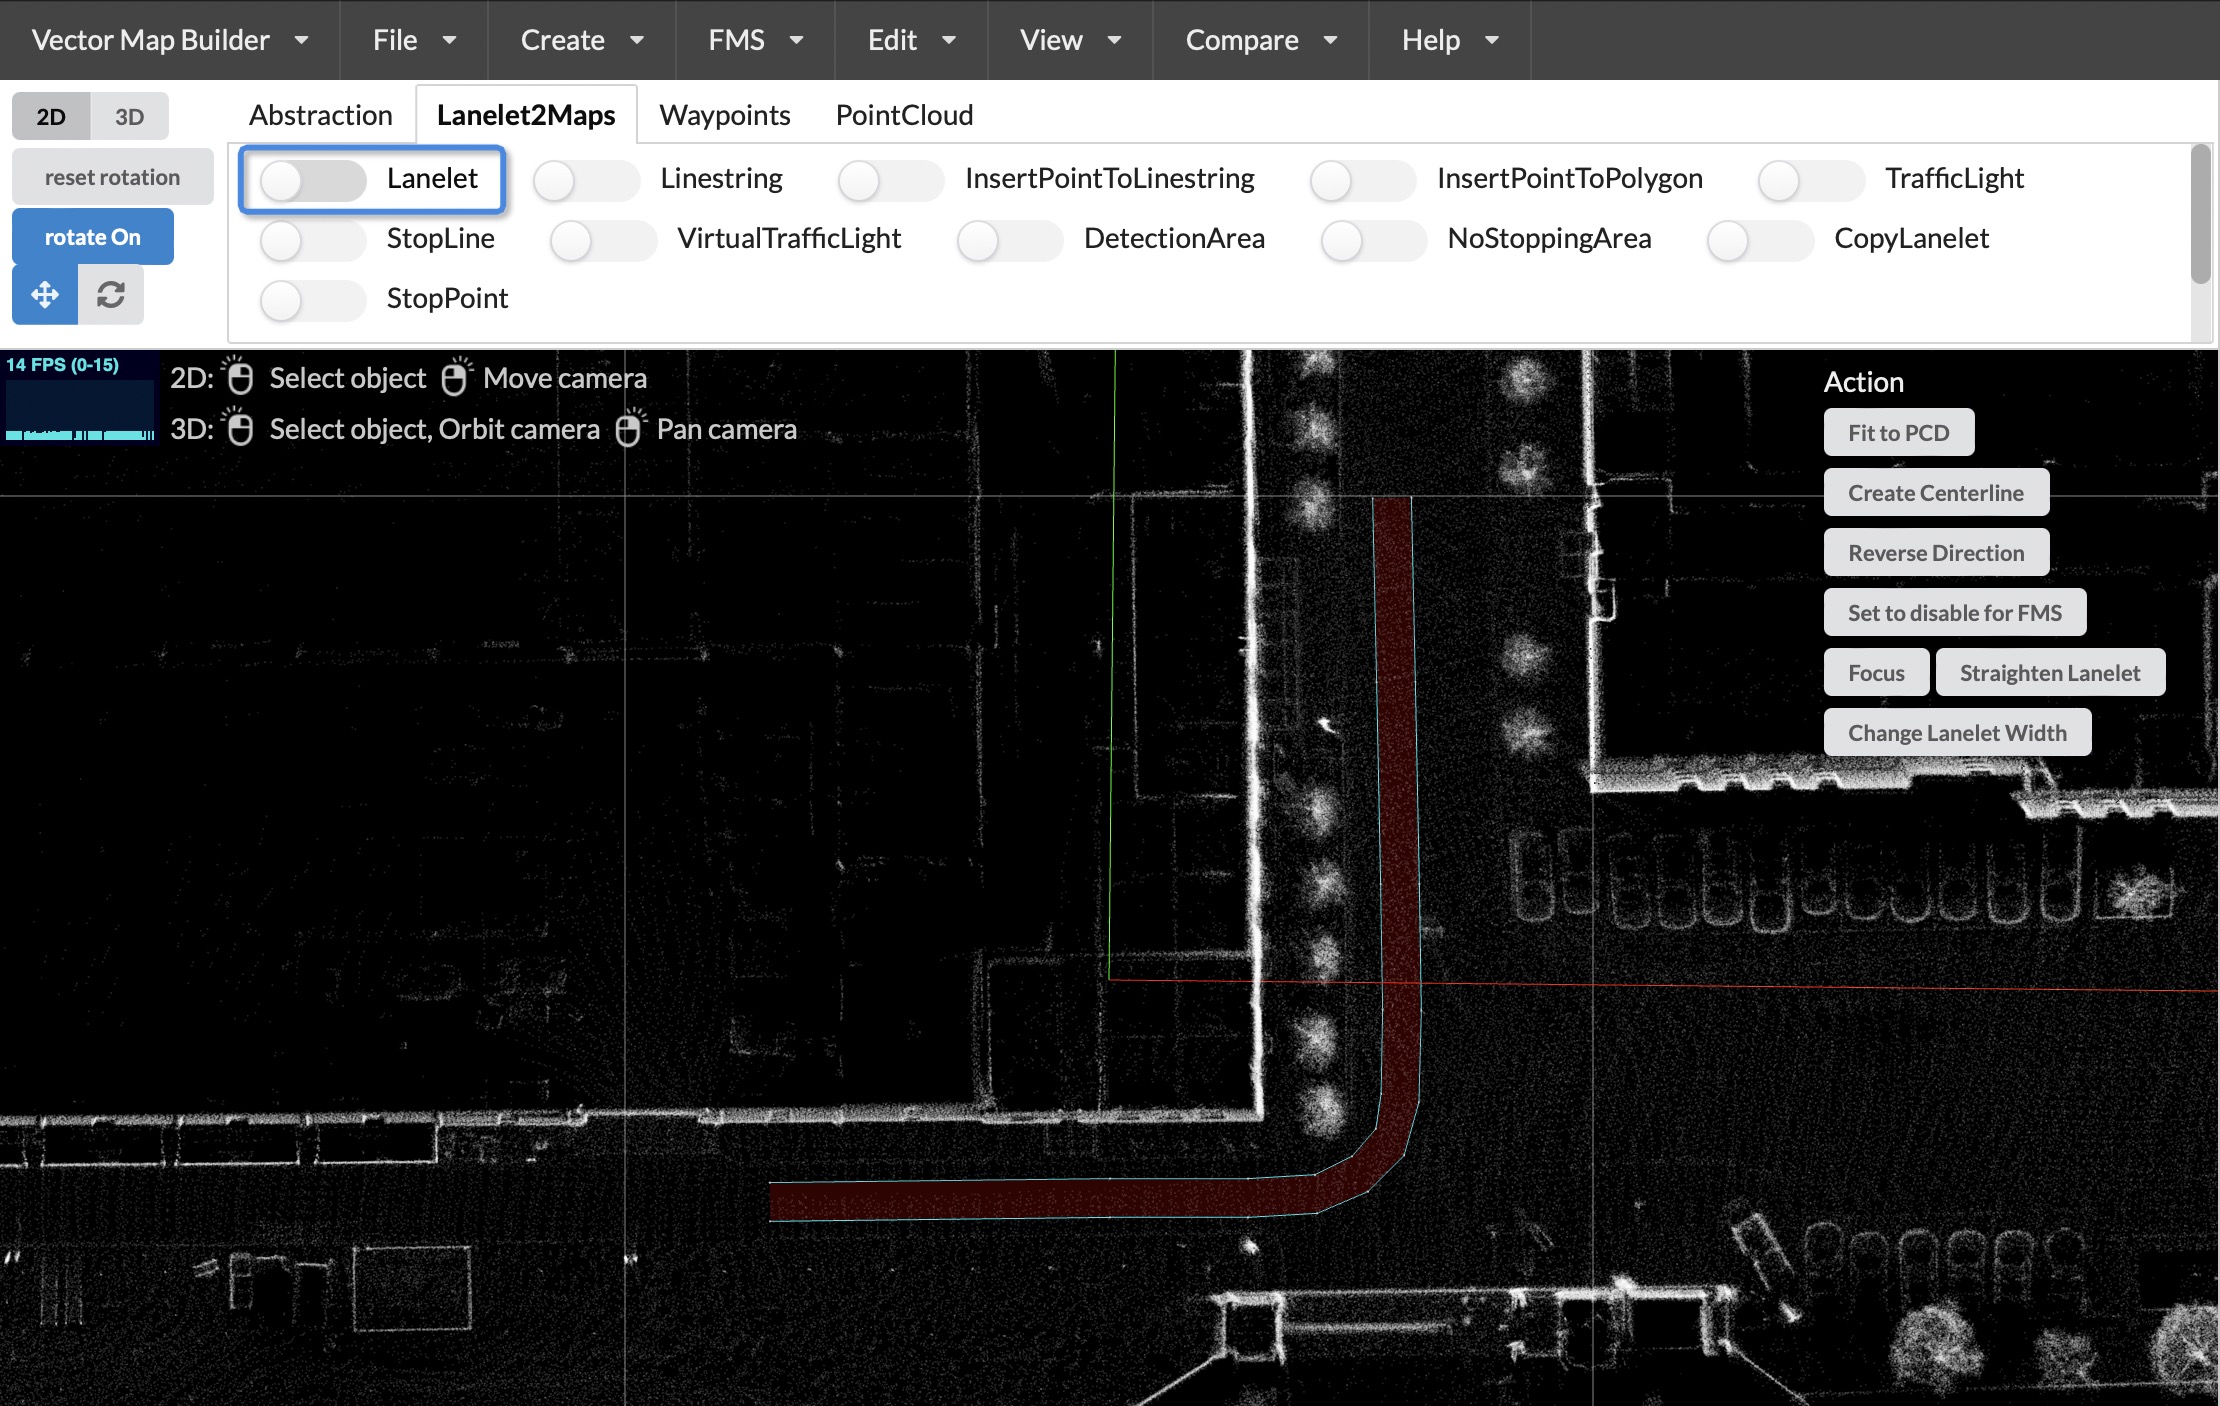 Vector Map Builder File Create FMS Edit View Compare Help
2D 3D Abstraction Lanelet2Maps Waypoints PointCloud
reset rotation Lanelet Linestring InsertPointToLinestring InsertPointToPolygon TrafficLight
rotate On StopLine VirtualTrafficLight DetectionArea NoStoppingArea CopyLanelet
StopPoint
14 FPS (0-15)
2D: Select object Move camera
3D: Select object, Orbit camera Pan camera
Action
Fit to PCD
Create Centerline
Reverse Direction
Set to disable for FMS
Focus Straighten Lanelet
Change Lanelet Width